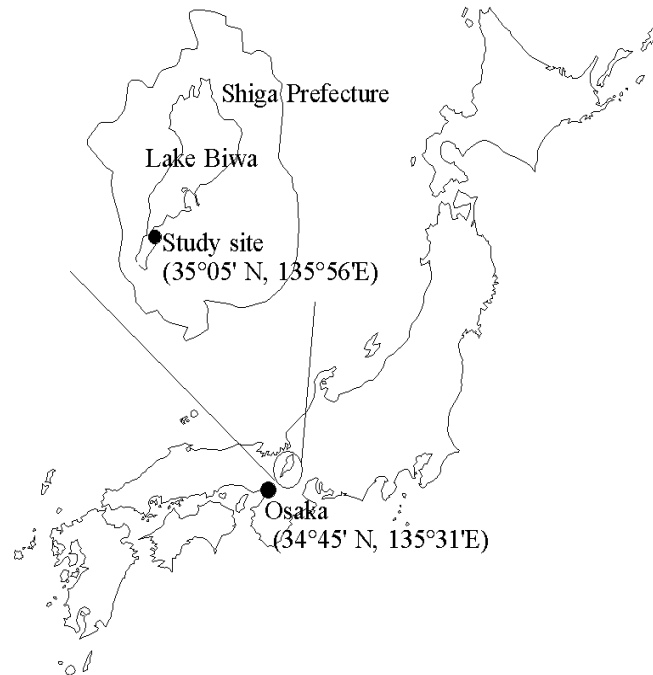 Shiga Prefecture
Lake Biwa
Study site
(35°05' N, 135°56'E)
Osaka
(34°45' N, 135°31'E)